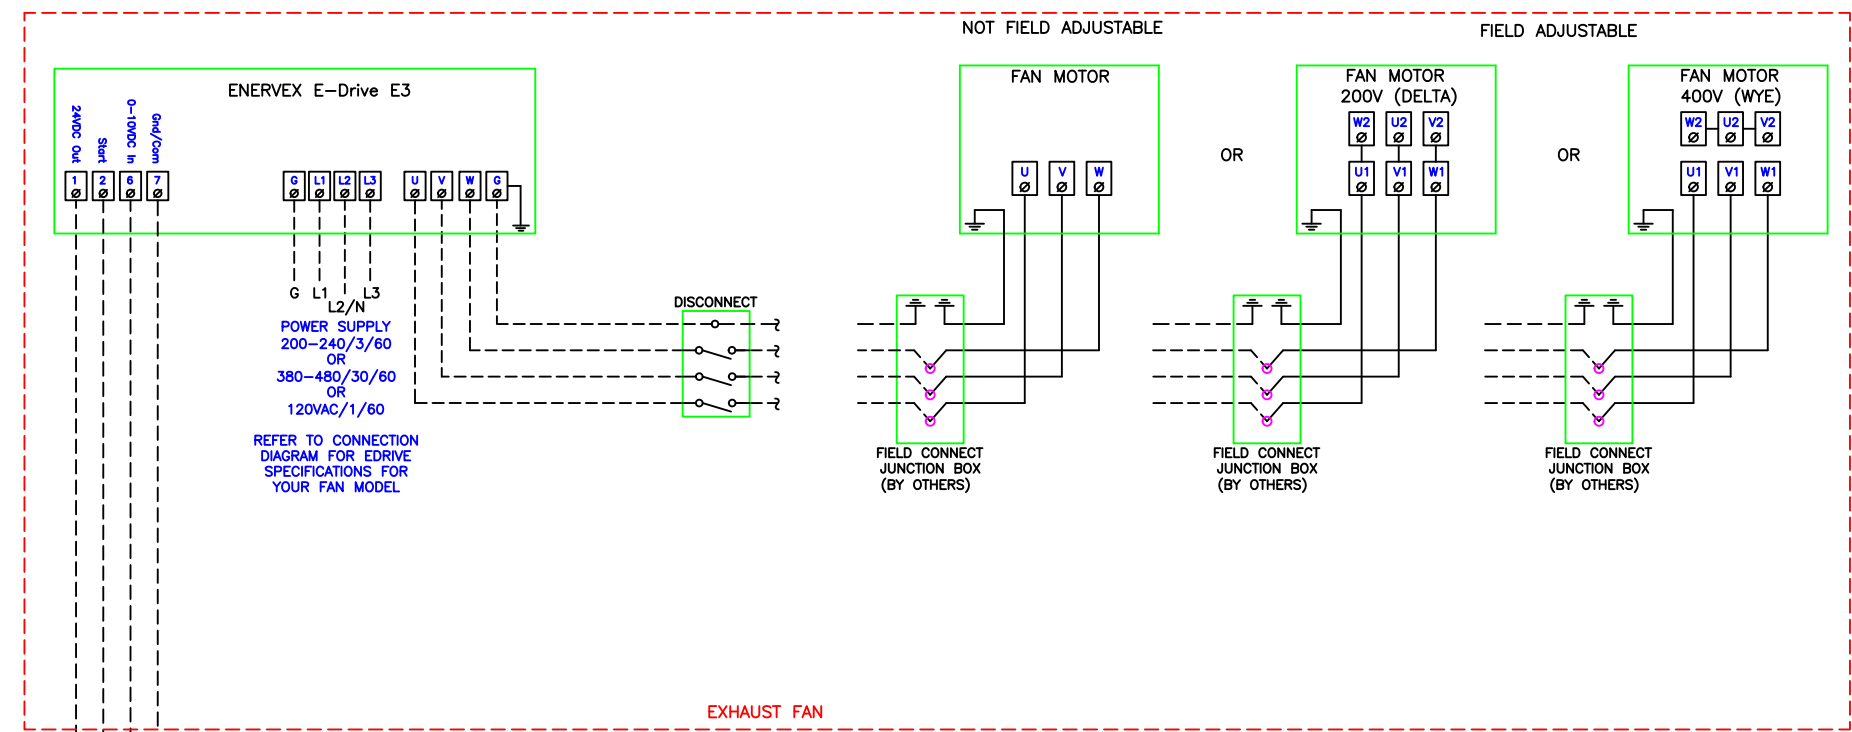 NOT FIELD ADJUSTABLE
FIELD ADJUSTABLE
ENERVEX E-Drive E3
24VDC Out
Start
0-10VDC In
Gnd/Com
1 2 6 7
G L1 L2 L3
U V W G
G L1 L3
L2/N
POWER SUPPLY
200-240/3/60
OR
380-480/30/60
OR
120VAC/1/60
REFER TO CONNECTION
DIAGRAM FOR EDRIVE
SPECIFICATIONS FOR
YOUR FAN MODEL
DISCONNECT
FAN MOTOR
U V W
FIELD CONNECT
JUNCTION BOX
(BY OTHERS)
OR
FAN MOTOR
200V (DELTA)
W2 U2 V2
U1 V1 W1
FIELD CONNECT
JUNCTION BOX
(BY OTHERS)
OR
FAN MOTOR
400V (WYE)
W2 U2 V2
U1 V1 W1
FIELD CONNECT
JUNCTION BOX
(BY OTHERS)
EXHAUST FAN